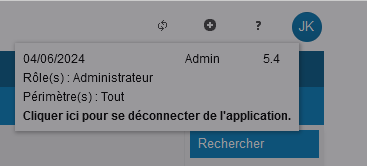 ? JK
04/06/2024 Admin 5.4
Rôle(s) : Administrateur
Périmètre(s) : Tout
Cliquer ici pour se déconnecter de l'application.
Rechercher